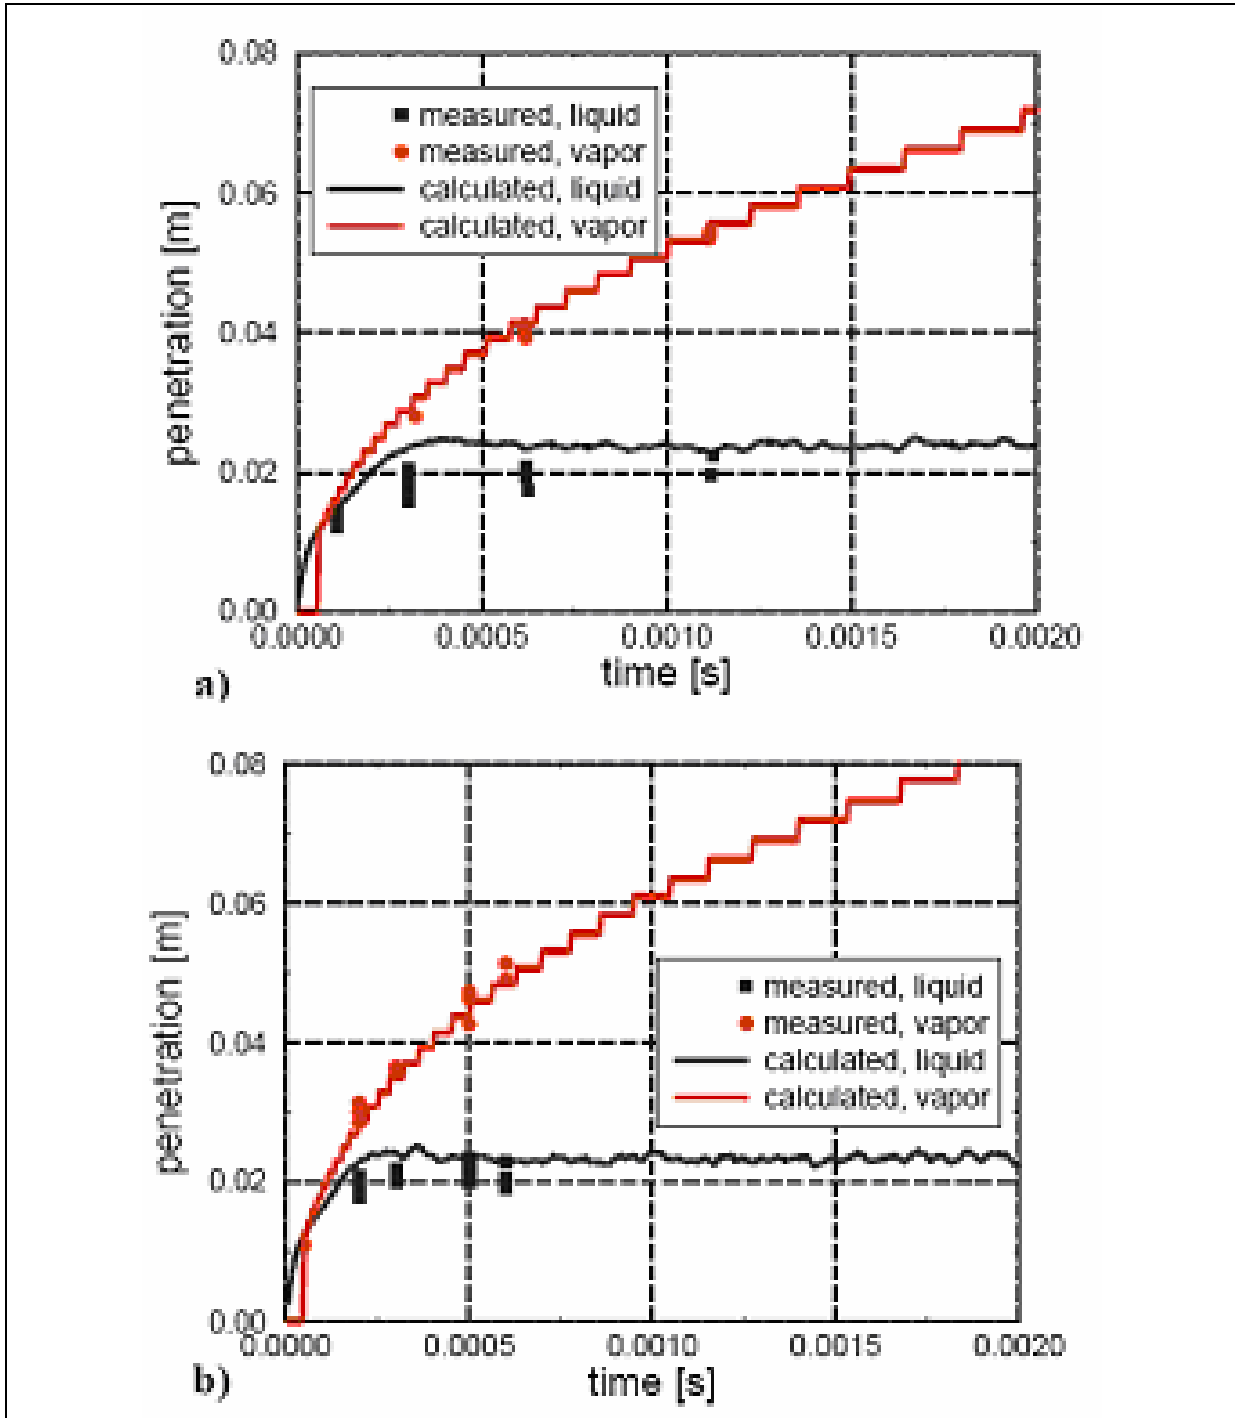 0.08
measured, liquid
measured, vapor
calculated, liquid
calculated, vapor
0.06
0.04
0.02
0.00
penetration [m]
0.0000 0.0005 0.0010 0.0015 0.0020
time [s]
a)
0.08
0.06
0.04
0.02
0.00
penetration [m]
measured, liquid
measured, vapor
calculated, liquid
calculated, vapor
0.0000 0.0005 0.0010 0.0015 0.0020
time [s]
b)